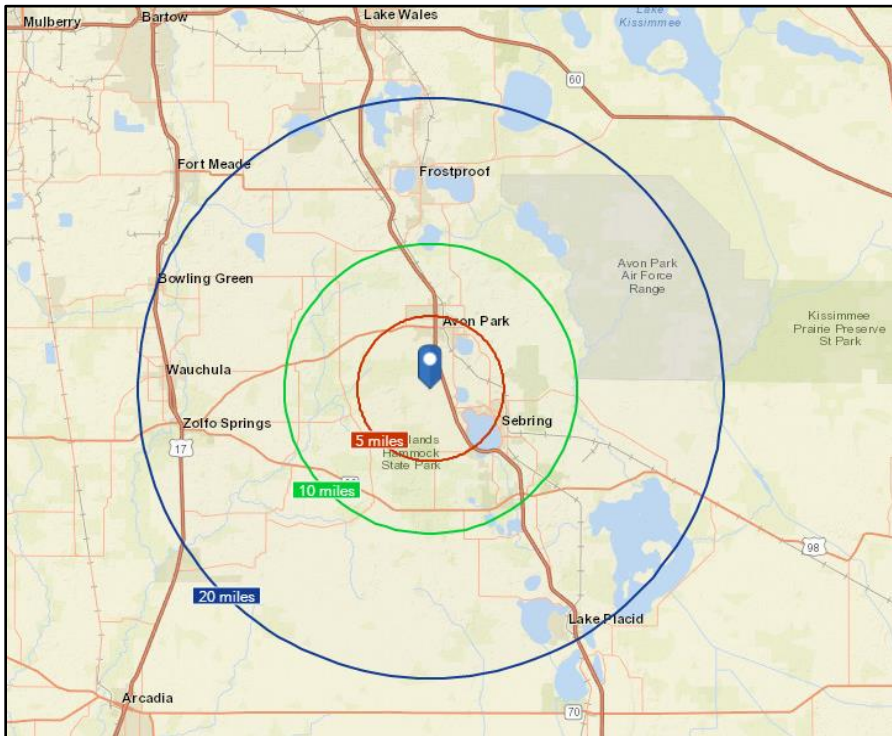 Mulberry
Bartow
Lake Wales
Lake
Kissimmee
60
Fort Meade
Frostproof
Avon Park
Air Force
Range
Bowling Green
Kissimmee
Prairie Preserve
St Park
Avon Park
Wauchula
Zolfo Springs
Sebring
17
5 miles
lands
Hammock
State Park
10 miles
98
20 miles
Lake Placid
Arcadia
70